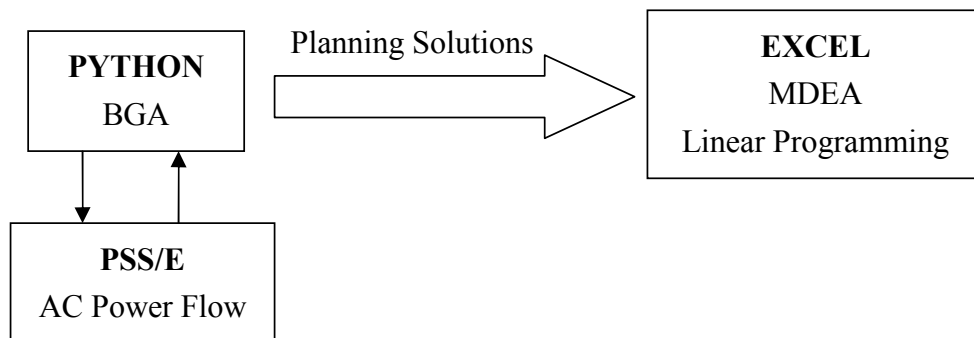 PYTHON
BGA
Planning Solutions
EXCEL
MDEA
Linear Programming
PSS/E
AC Power Flow